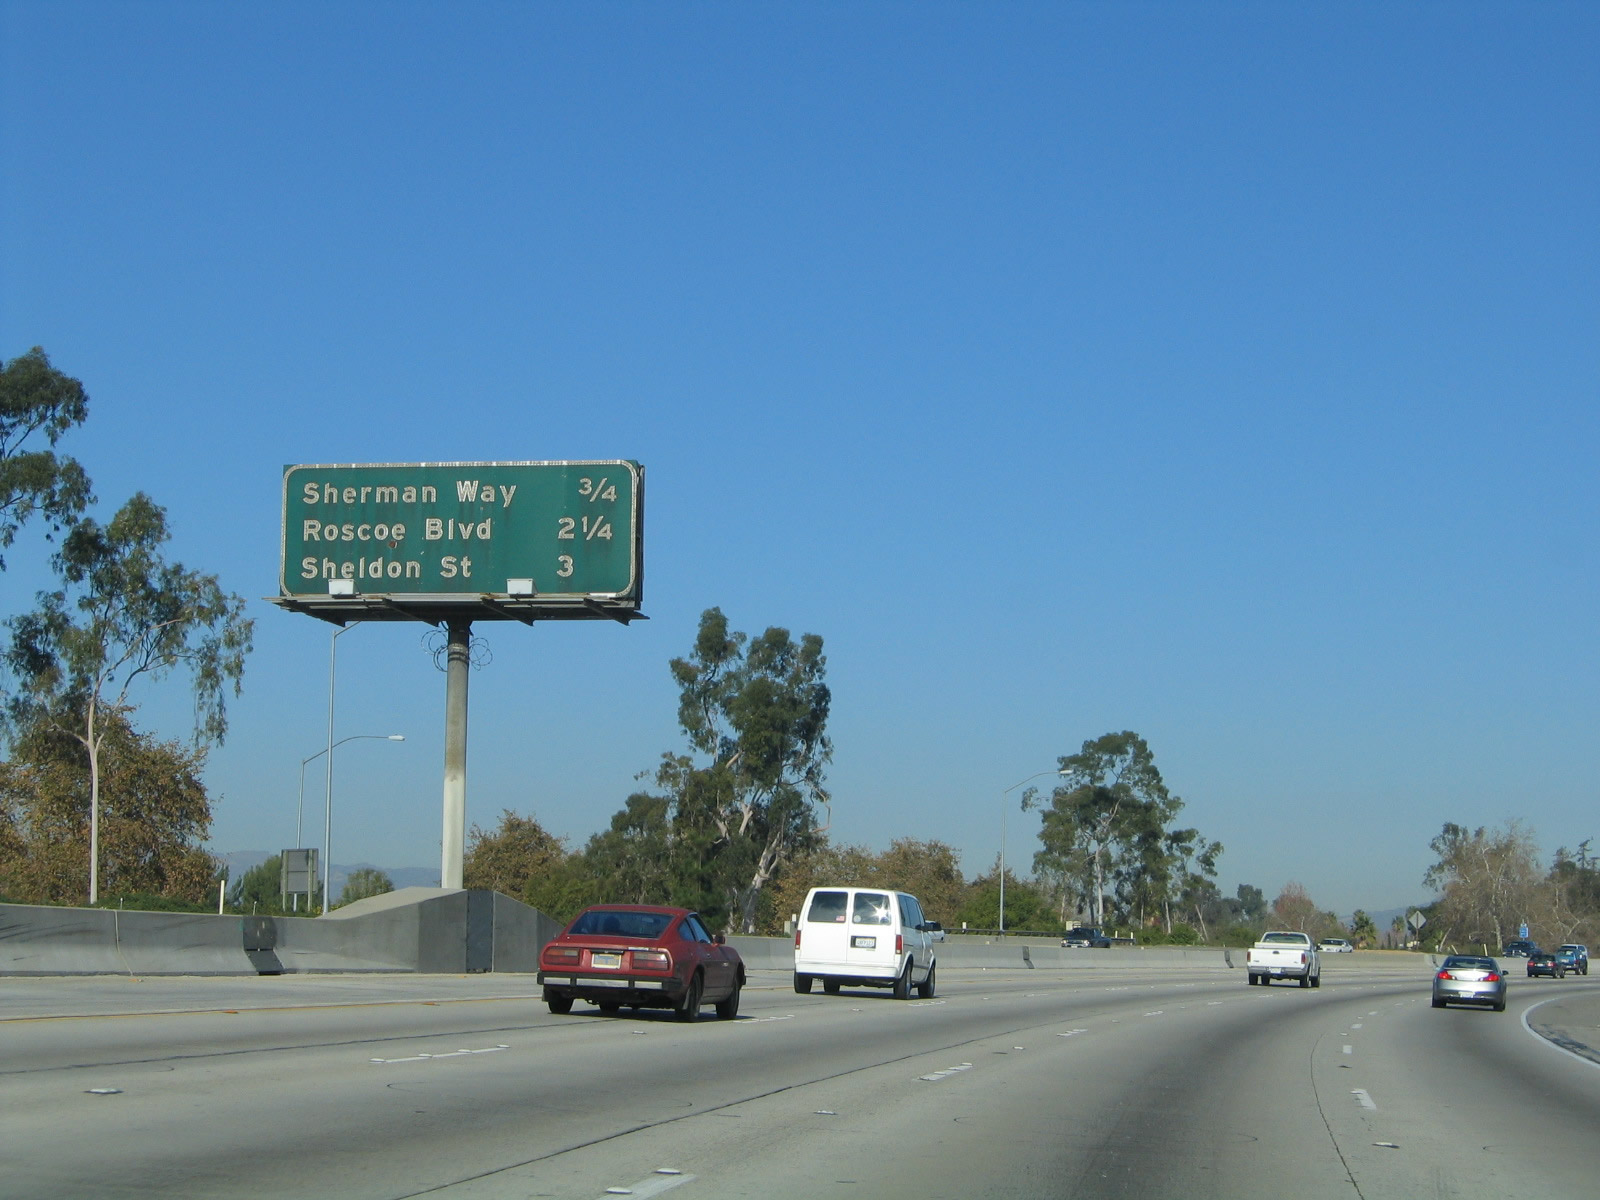 Sherman Way 3/4
Roscoe Blvd 2 1/4
Sheldon St 3